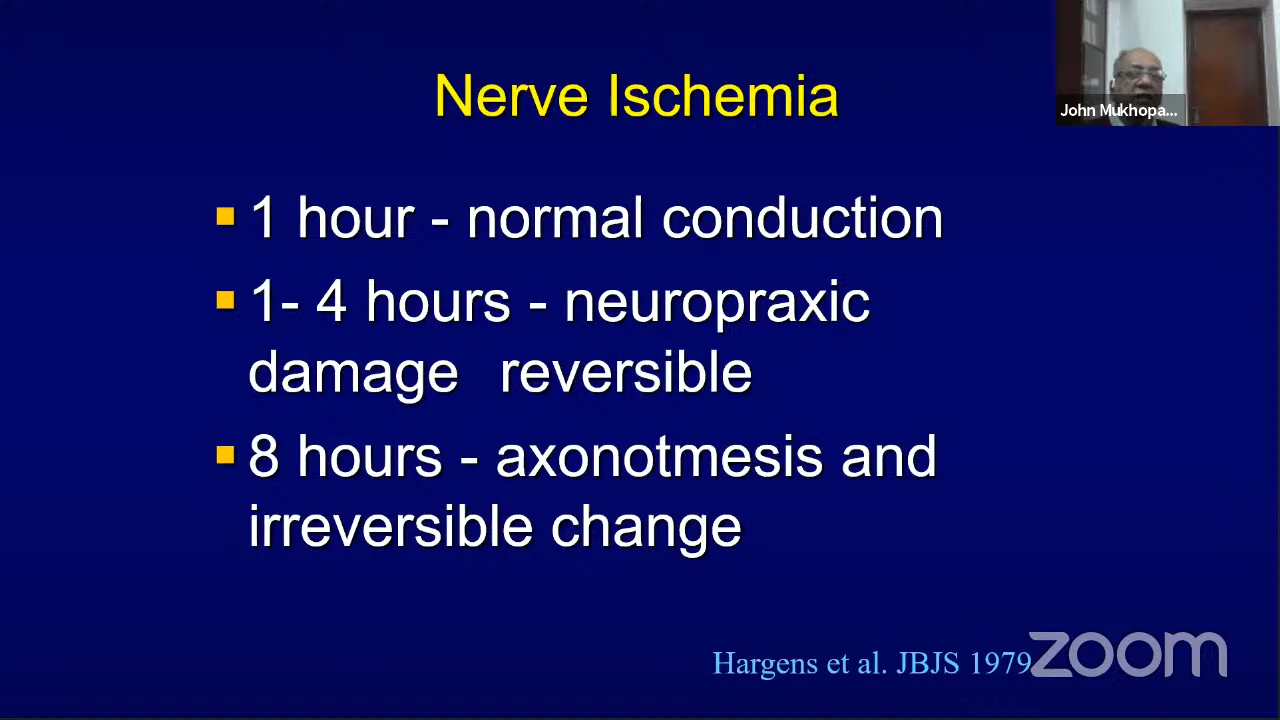 Nerve Ischemia
John Mukhopa...
1 hour - normal conduction
1- 4 hours - neuropraxic
damage reversible
8 hours - axonotmesis and
irreversible change
Hargens et al. JBJS 1979
zoom